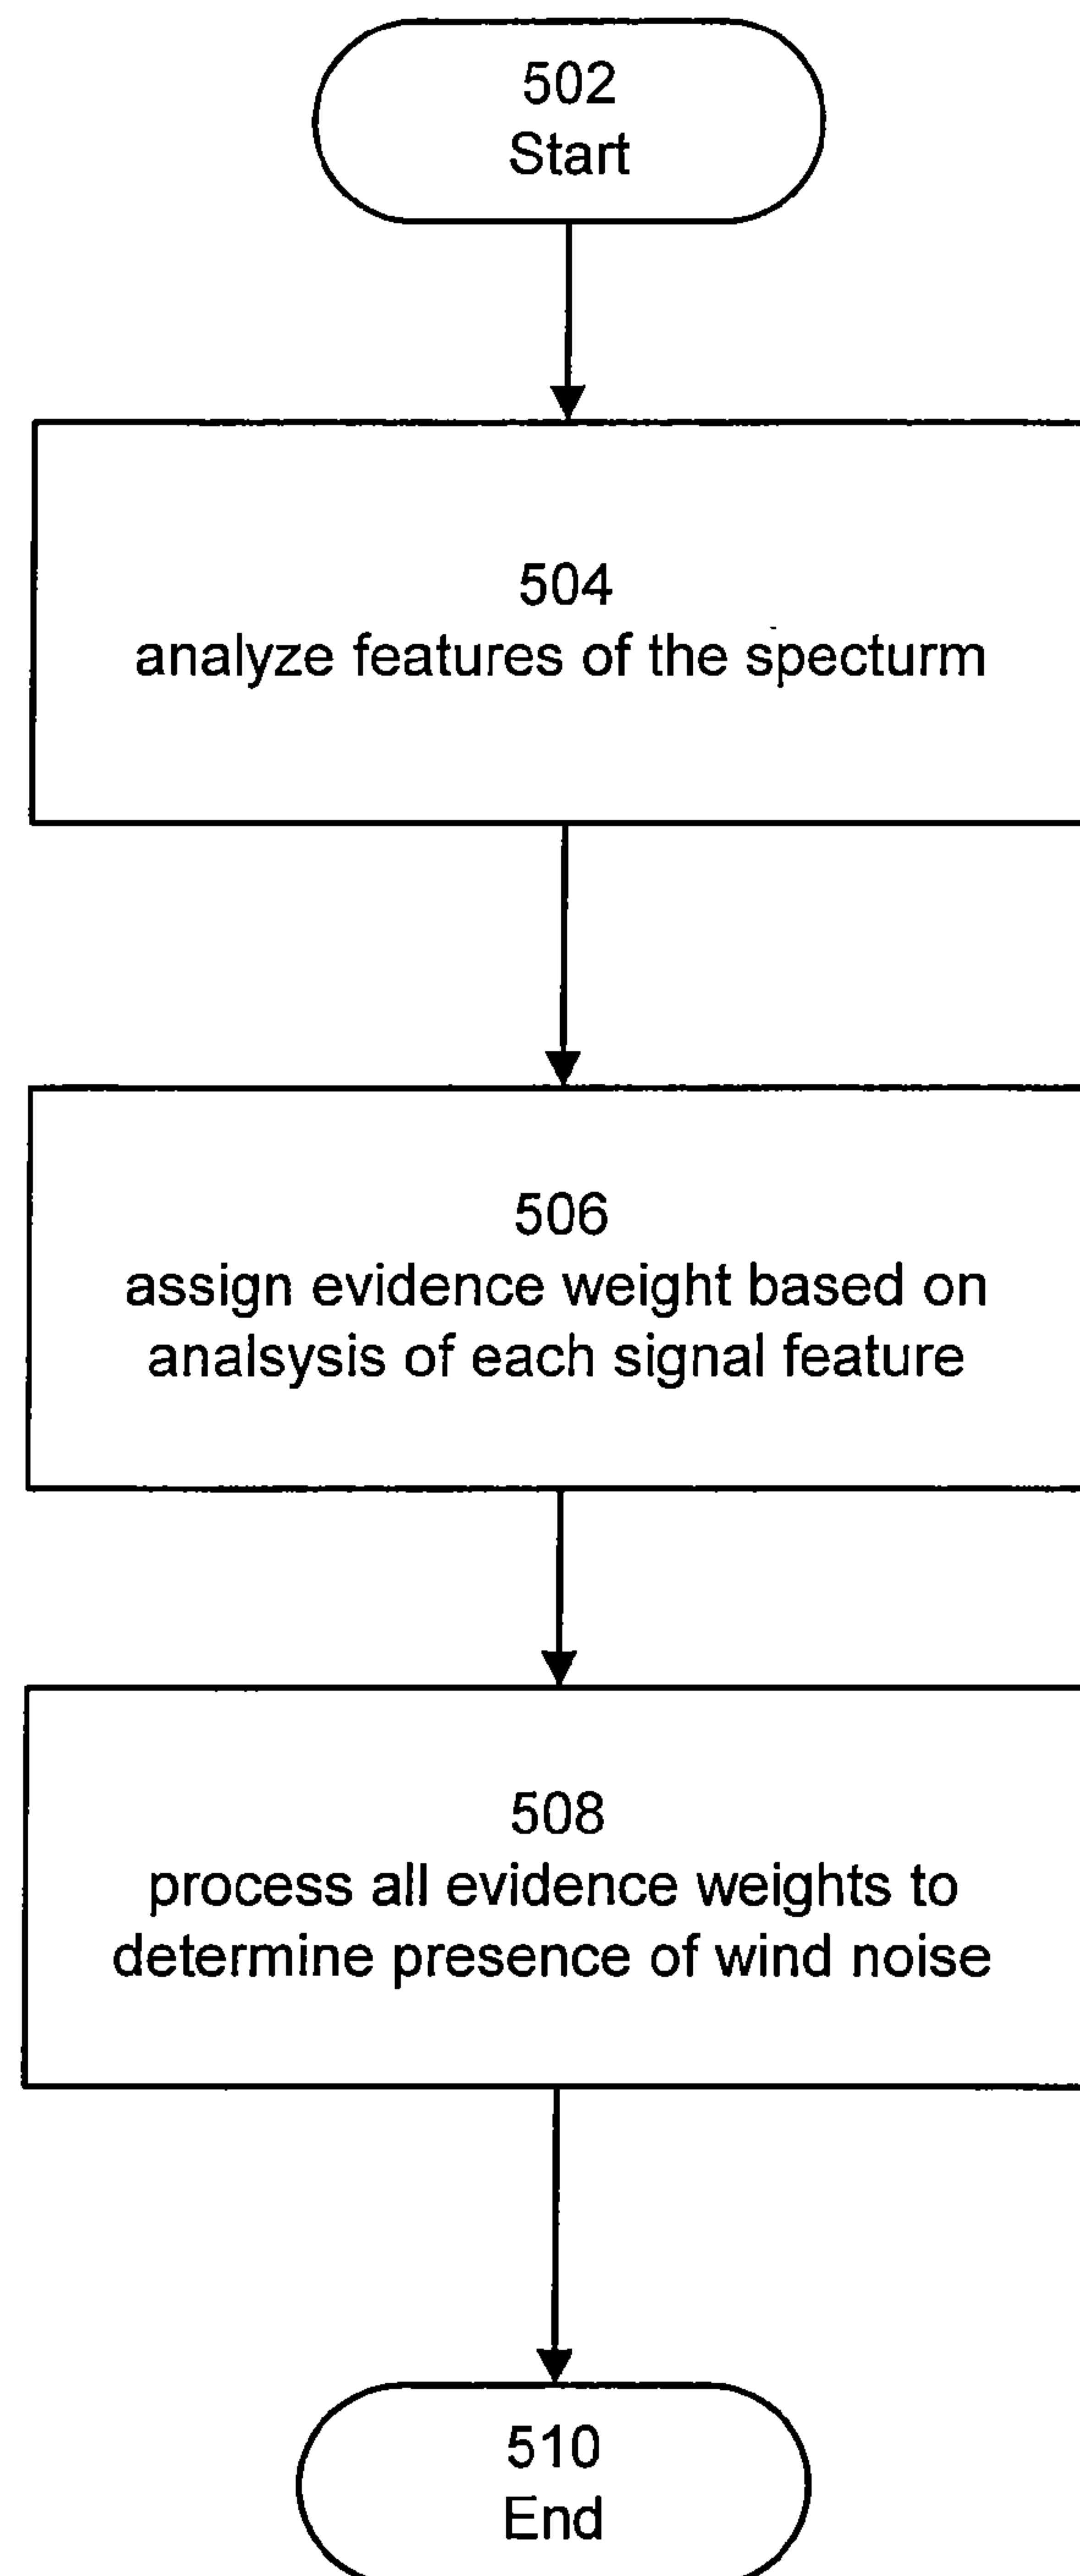 502
Start
504
analyze features of the specturm
506
assign evidence weight based on
analsysis of each signal feature
508
process all evidence weights to
determine presence of wind noise
510
End